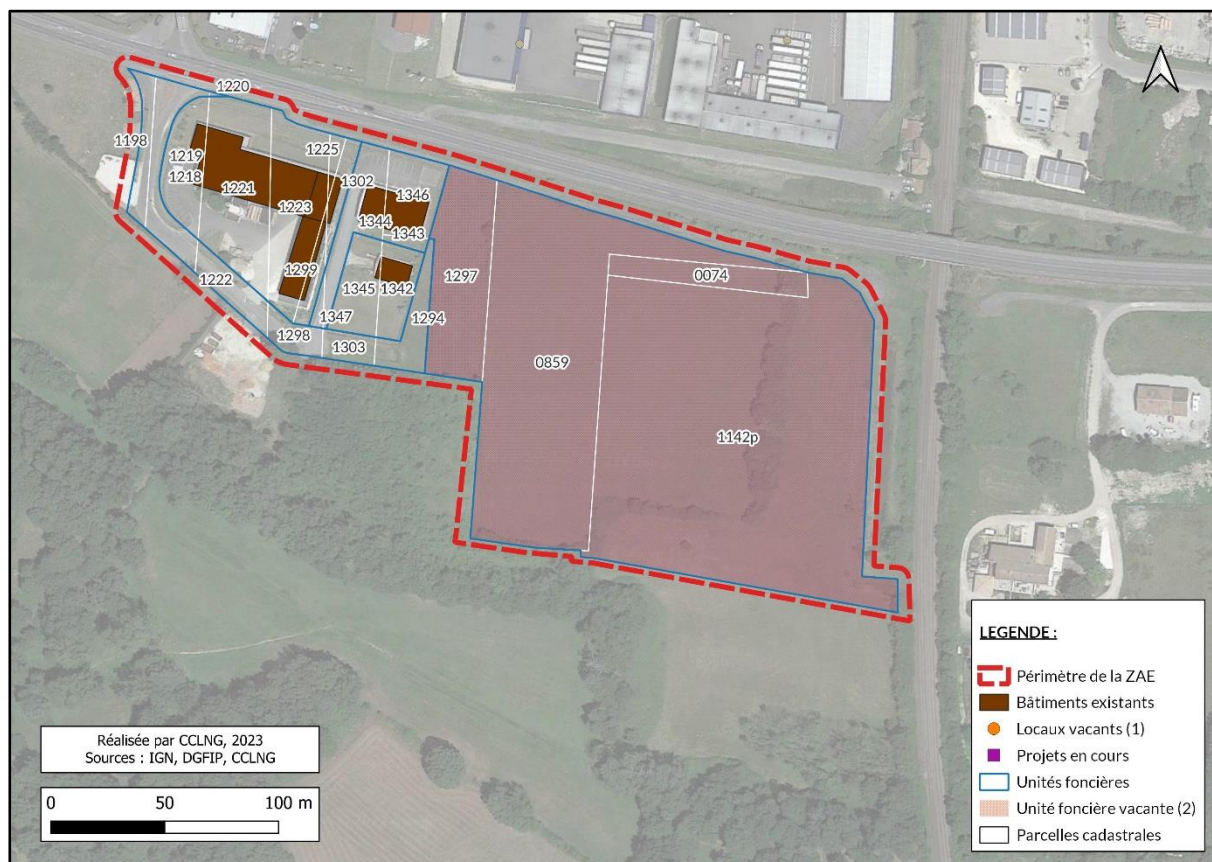 1220
1198
1219
1225
1218
1302
1346
1221
1223
1344
1343
1222
1299
1297
0074
1345
1342
1294
1298
1347
1303
0859
1142p
LEGENDE :
Périmètre de la ZAE
Bâtiments existants
Locaux vacants (1)
Projets en cours
Unités foncières
Unité foncière vacante (2)
Parcelles cadastrales
Réalisée par CCLNG, 2023
Sources : IGN, DGFIP, CCLNG
0 50 100 m